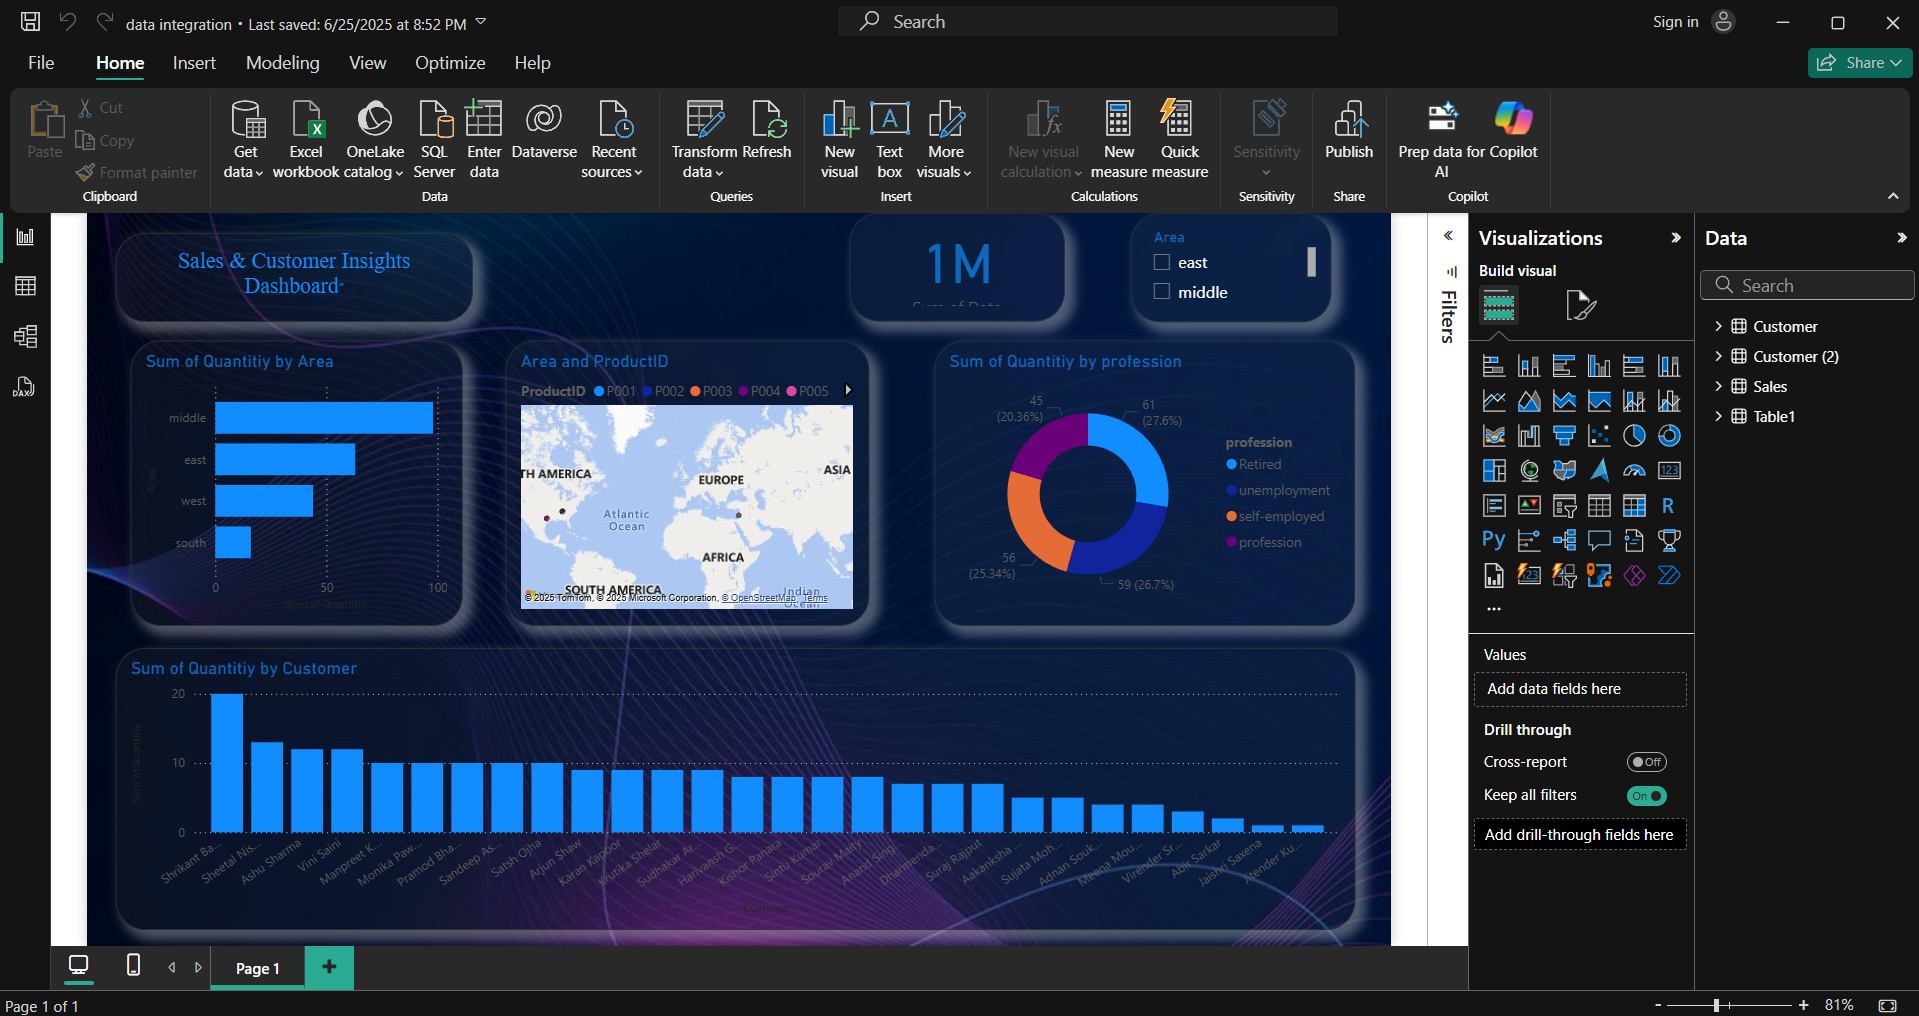 data integration • Last saved: 6/25/2025 at 8:52 PM
Search
Sign in
File Home Insert Modeling View Optimize Help
Share
Paste
Cut
Copy
Format painter
Clipboard
Get data
Excel workbook
OneLake catalog
SQL Server
Enter data
Dataverse
Recent sources
Data
Transform data
Refresh
Queries
New visual
Text box
More visuals
Insert
New visual calculation
New measure
Quick measure
Calculations
Sensitivity
Sensitivity
Publish
Share
Prep data for AI
Copilot
Copilot
Sales & Customer Insights
Dashboard"
1M
Area
east
middle
Sum of Quantitiy by Area
middle
east
west
south
0 50 100
Area
Sum of Quantitiy
Area and ProductID
ProductID P001 P002 P003 P004 P005
TH AMERICA
EUROPE
ASIA
Atlantic
Ocean
AFRICA
SOUTH AMERICA
Indian
Ocean
© 2025 TomTom, © 2025 Microsoft Corporation, © OpenStreetMap Terms
Sum of Quantitiy by profession
45
(20.36%)
61
(27.6%)
56
(25.34%)
59 (26.7%)
profession
Retired
unemployment
self-employed
profession
Sum of Quantitiy by Customer
Sum of Quantitiy
20
10
0
Shrikant Ba...
Sheetal Nis...
Ashu Sharma
Vini Saini
Manpreet K...
Monika Paw...
Pramod Bha...
Sandeep As...
Satsh Ojha
Arjun Shaw
Karan Kapoor
Krutika Shelar
Sudhakar Ar...
Harivansh G...
Kishor Panara
Sintu Kumar
Sourav Maity
Anand Sing...
Dharmenda...
Suraj Rajput
Aakanksha ...
Sujata Moh...
Adnan Souk...
Meena Mou...
Virender Sr...
Abir Sarkar
Jaishri Saxena
Jitender Ku...
Customer
Filters
Visualizations
Build visual
123
R
Py
Values
Add data fields here
Drill through
Cross-report
Off
Keep all filters
On
Add drill-through fields here
Data
Search
Customer
Customer (2)
Sales
Table1
DAX
Page 1
Page 1 of 1
- + 81%